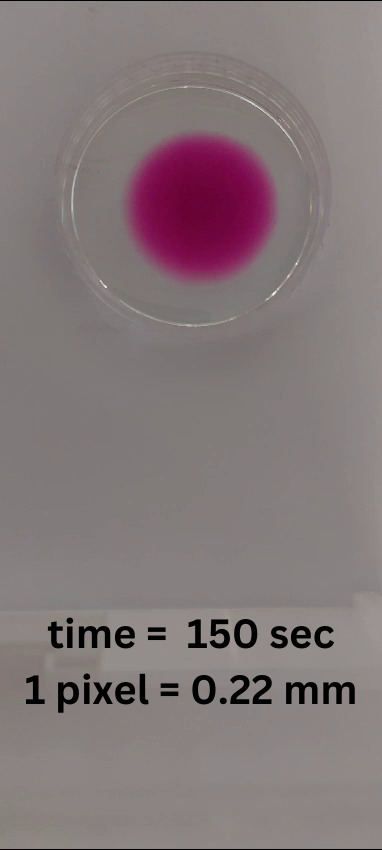 time = 150 sec
1 pixel = 0.22 mm